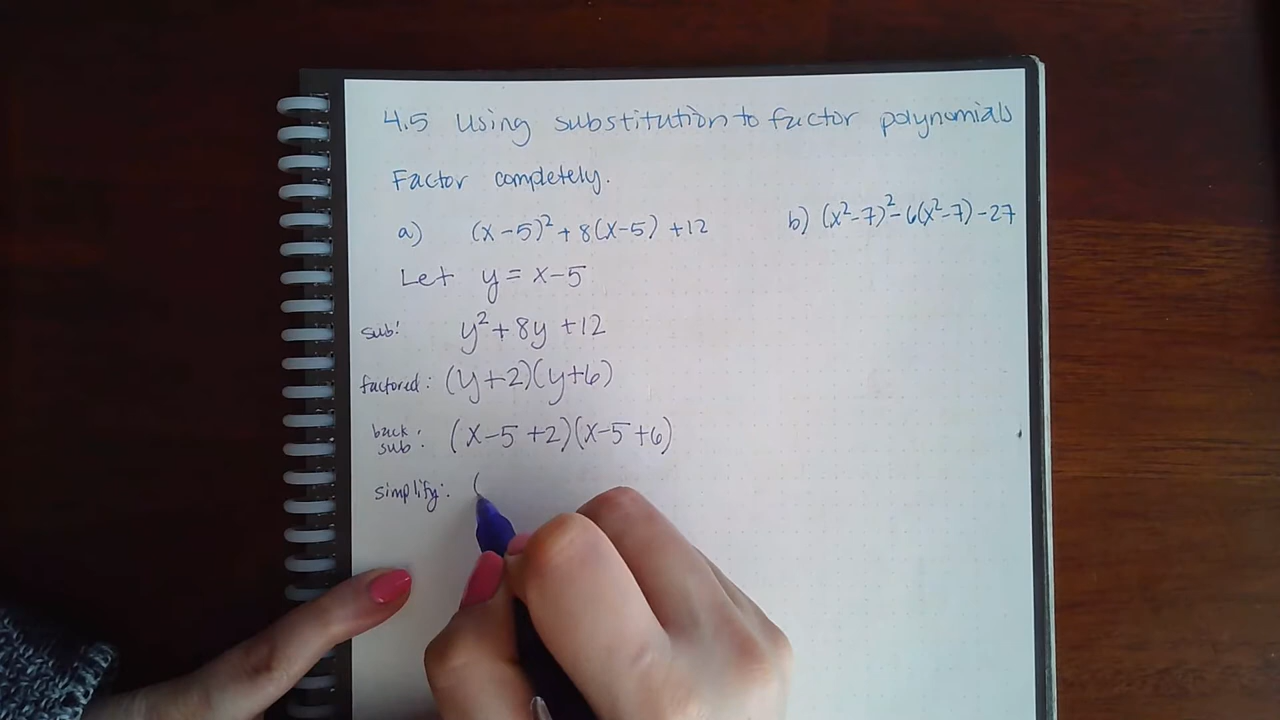 4.5 Using substitution to factor polynomials
Factor completely.
a) (x-5)² + 8(x-5) + 12
b) (x²-7)² - 6(x²-7) - 27
Let y = x-5
sub: y² + 8y + 12
factored: (y+2)(y+6)
back sub: (x-5+2)(x-5+6)
simplify: (